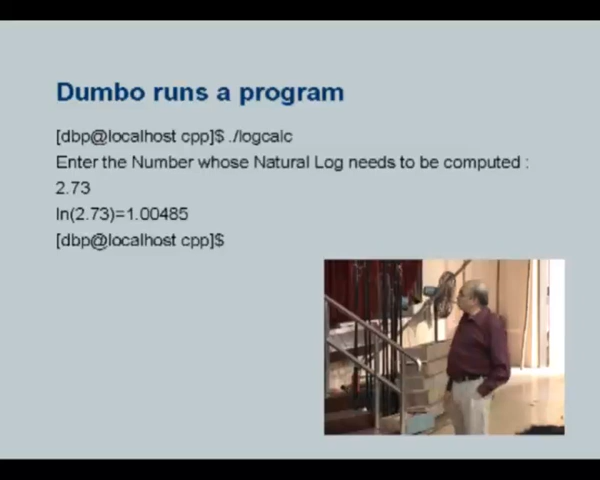 Dumbo runs a program
[dbp@localhost cpp]$ ./logcalc
Enter the Number whose Natural Log needs to be computed :
2.73
ln(2.73)=1.00485
[dbp@localhost cpp]$